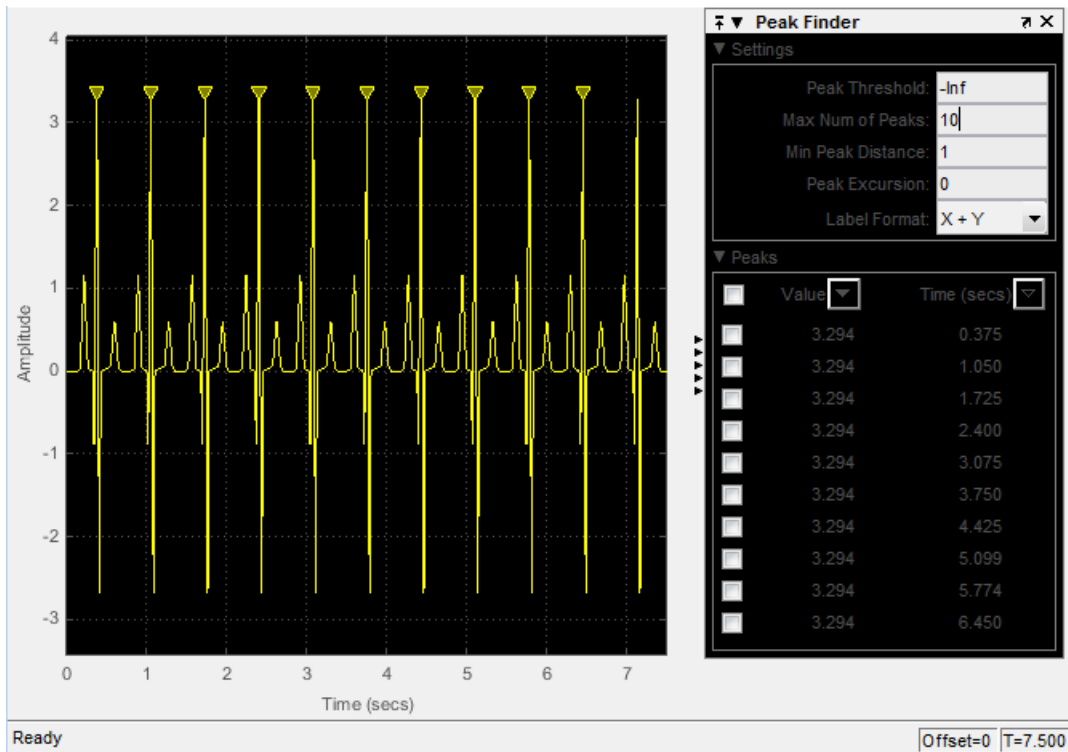 4
3
2
1
0
-1
-2
-3
Amplitude
0 1 2 3 4 5 6 7
Time (secs)
Peak Finder
Settings
Peak Threshold: -Inf
Max Num of Peaks: 10
Min Peak Distance: 1
Peak Excursion: 0
Label Format: X + Y
Peaks
Value Time (secs)
3.294 0.375
3.294 1.050
3.294 1.725
3.294 2.400
3.294 3.075
3.294 3.750
3.294 4.425
3.294 5.099
3.294 5.774
3.294 6.450
Ready Offset=0 T=7.500